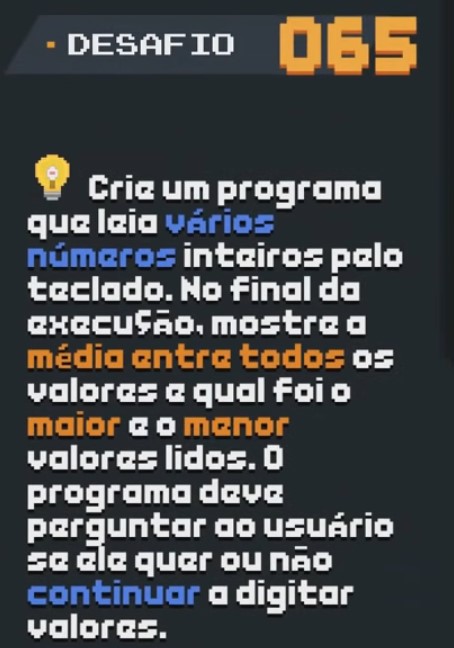 DESAFIO 065
Crie um programa
que leia vários
números inteiros pelo
teclado. No final da
execução, mostre a
média entre todos os
valores e qual foi o
maior e o menor
valores lidos. O
programa deve
perguntar ao usuário
se ele quer ou não
continuar a digitar
valores.